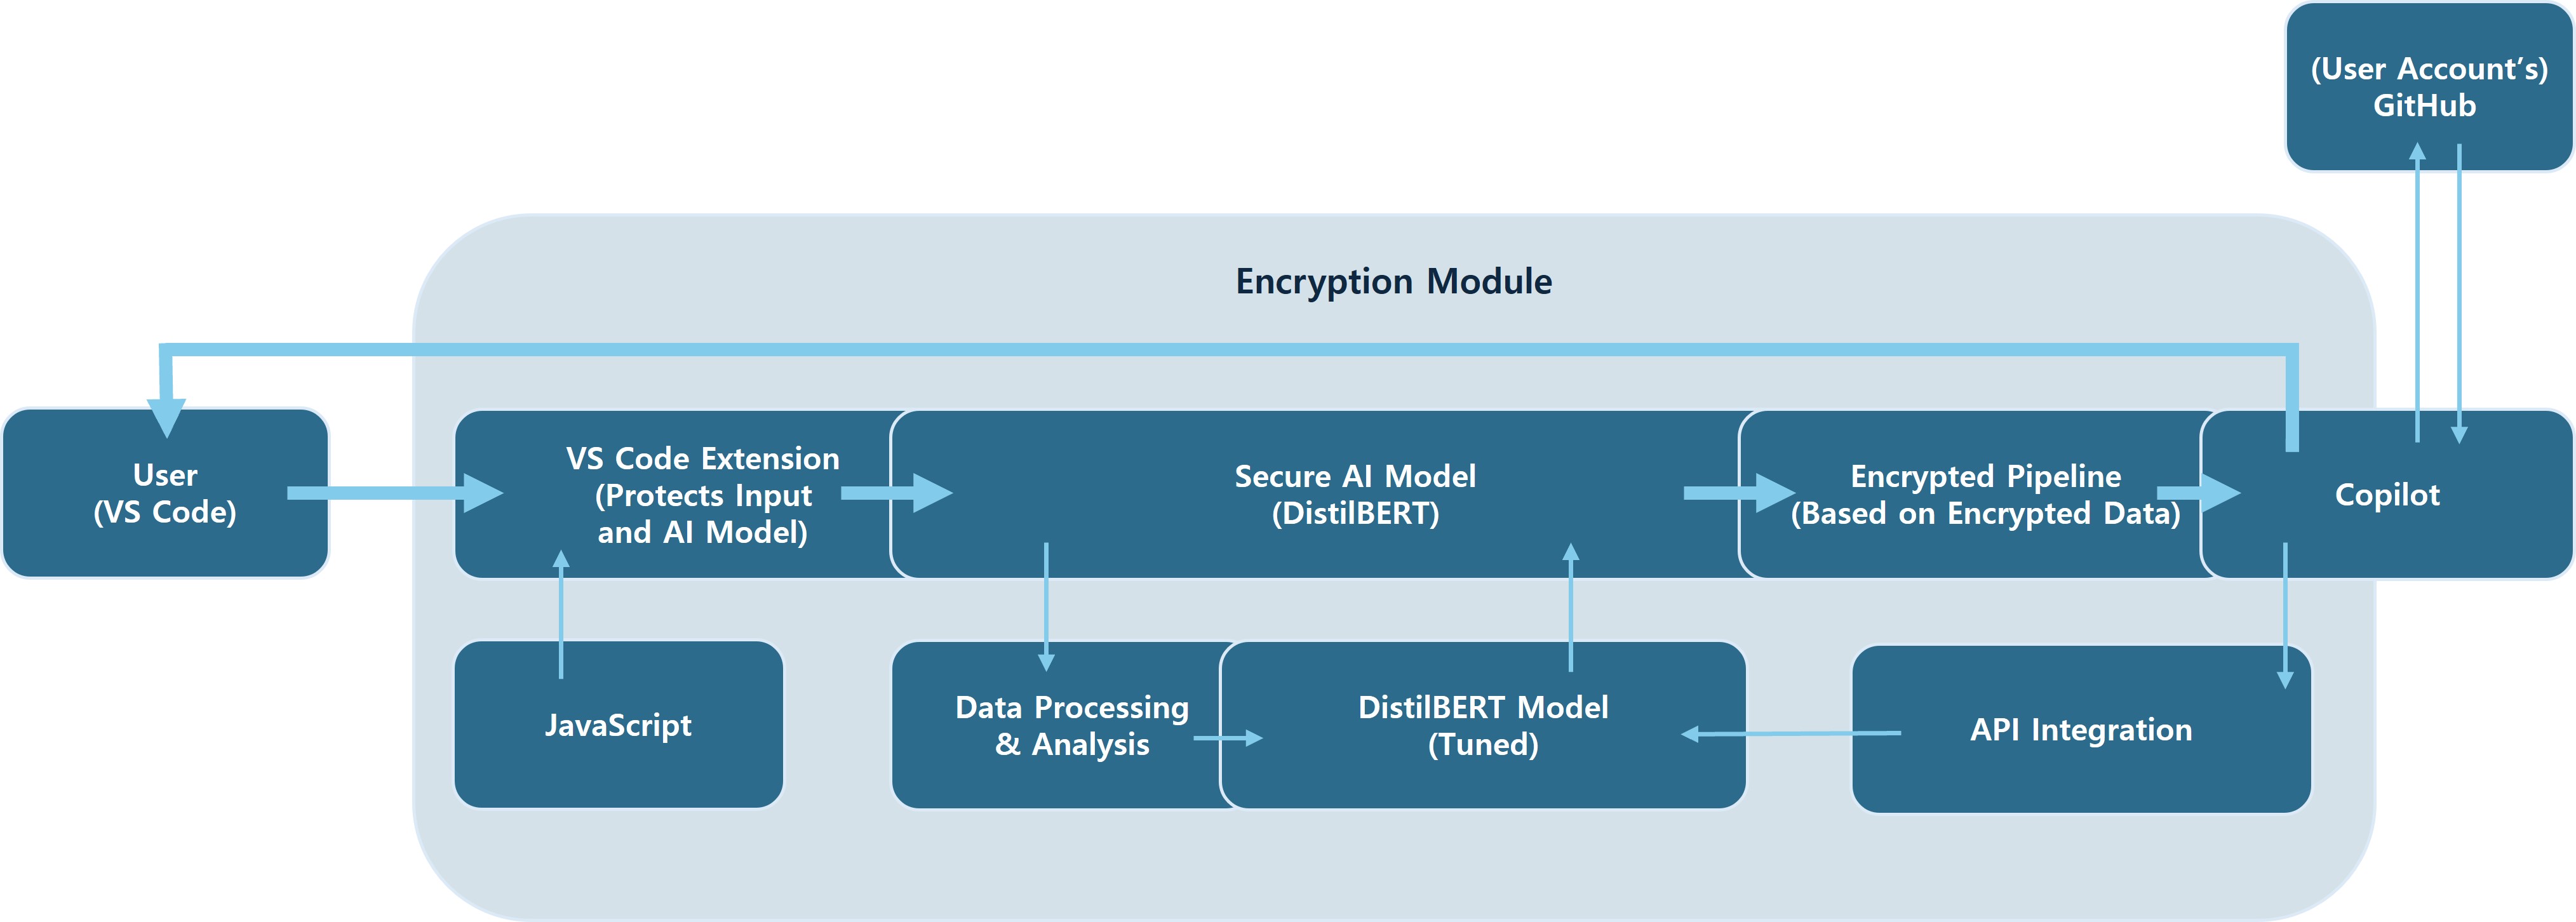 (User Account’s)
GitHub
Encryption Module
User
(VS Code)
VS Code Extension
(Protects Input
and AI Model)
Secure AI Model
(DistilBERT)
Encrypted Pipeline
(Based on Encrypted Data)
Copilot
JavaScript
Data Processing
& Analysis
DistilBERT Model
(Tuned)
API Integration